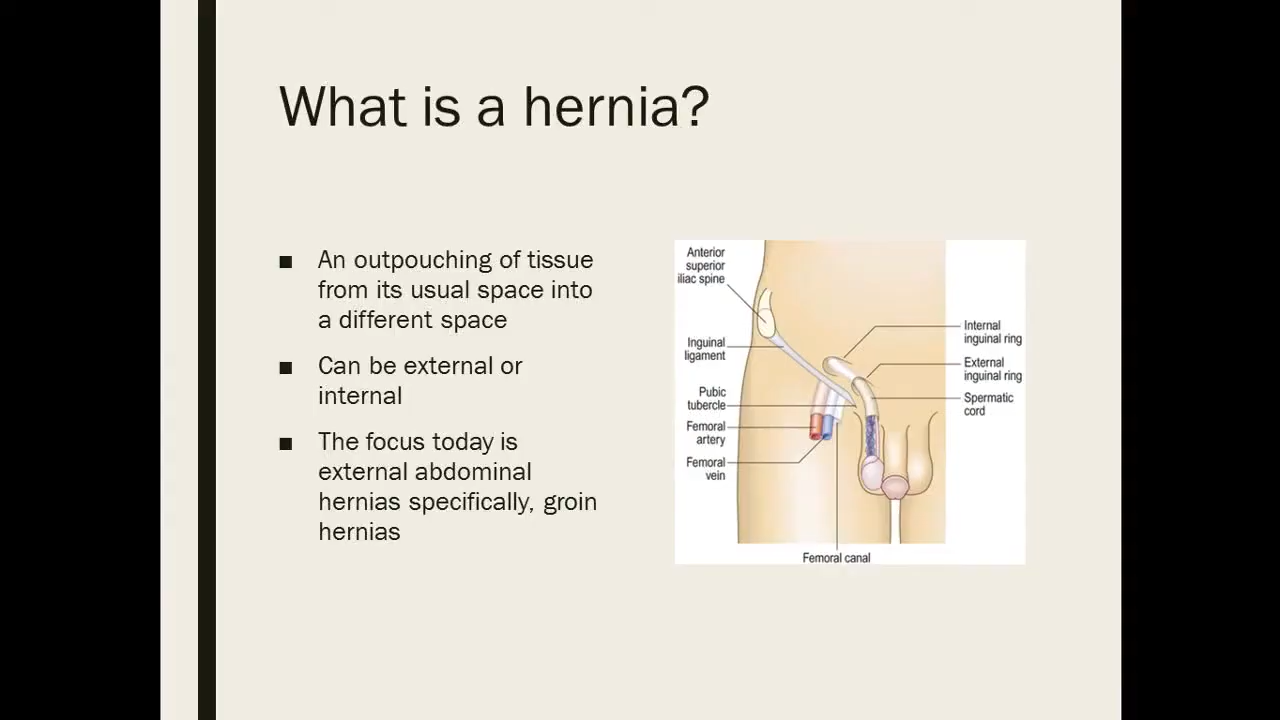 What is a hernia?
■ An outpouching of tissue
from its usual space into
a different space
■ Can be external or
internal
■ The focus today is
external abdominal
hernias specifically, groin
hernias
Anterior
superior
iliac spine
Inguinal
ligament
Pubic
tubercle
Femoral
artery
Femoral
vein
Internal
inguinal ring
External
inguinal ring
Spermatic
cord
Femoral canal